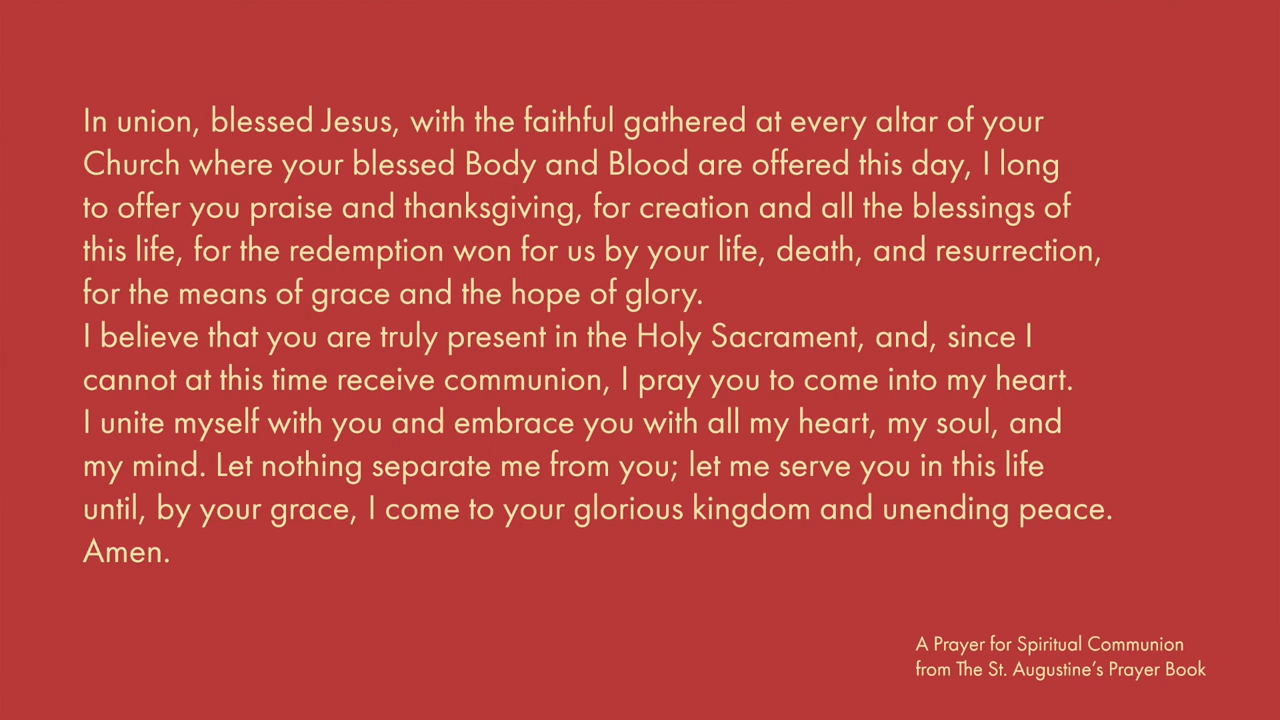 In union, blessed Jesus, with the faithful gathered at every altar of your
Church where your blessed Body and Blood are offered this day, I long
to offer you praise and thanksgiving, for creation and all the blessings of
this life, for the redemption won for us by your life, death, and resurrection,
for the means of grace and the hope of glory.
I believe that you are truly present in the Holy Sacrament, and, since I
cannot at this time receive communion, I pray you to come into my heart.
I unite myself with you and embrace you with all my heart, my soul, and
my mind. Let nothing separate me from you; let me serve you in this life
until, by your grace, I come to your glorious kingdom and unending peace.
Amen.
A Prayer for Spiritual Communion
from The St. Augustine’s Prayer Book